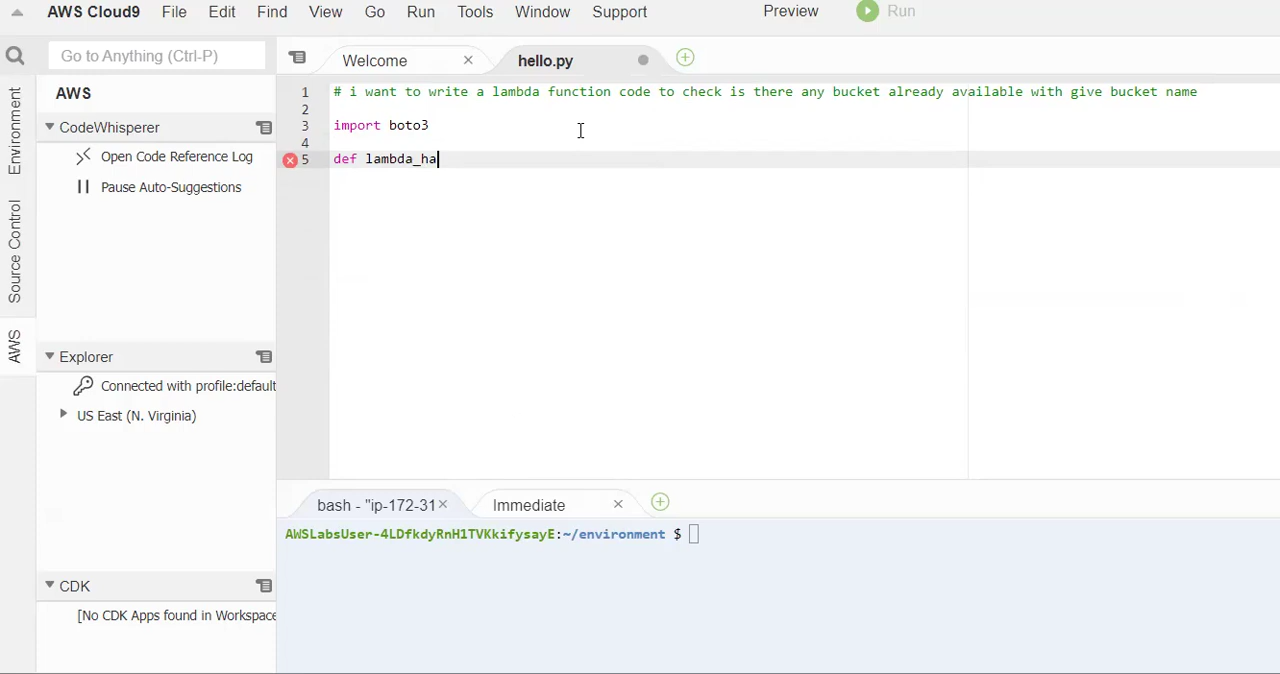 AWS Cloud9 File Edit Find View Go Run Tools Window Support Preview Run
Go to Anything (Ctrl-P)
Welcome
hello.py
Environment
Source Control
AWS
AWS
CodeWhisperer
Open Code Reference Log
Pause Auto-Suggestions
Explorer
Connected with profile:default
US East (N. Virginia)
CDK
[No CDK Apps found in Workspace
1 # i want to write a lambda function code to check is there any bucket already available with give bucket name
2
3 import boto3
4
5 def lambda_ha
bash - "ip-172-31
Immediate
AWSLabsUser-4LDfkdyRnH1TVKkifysayE:~/environment $